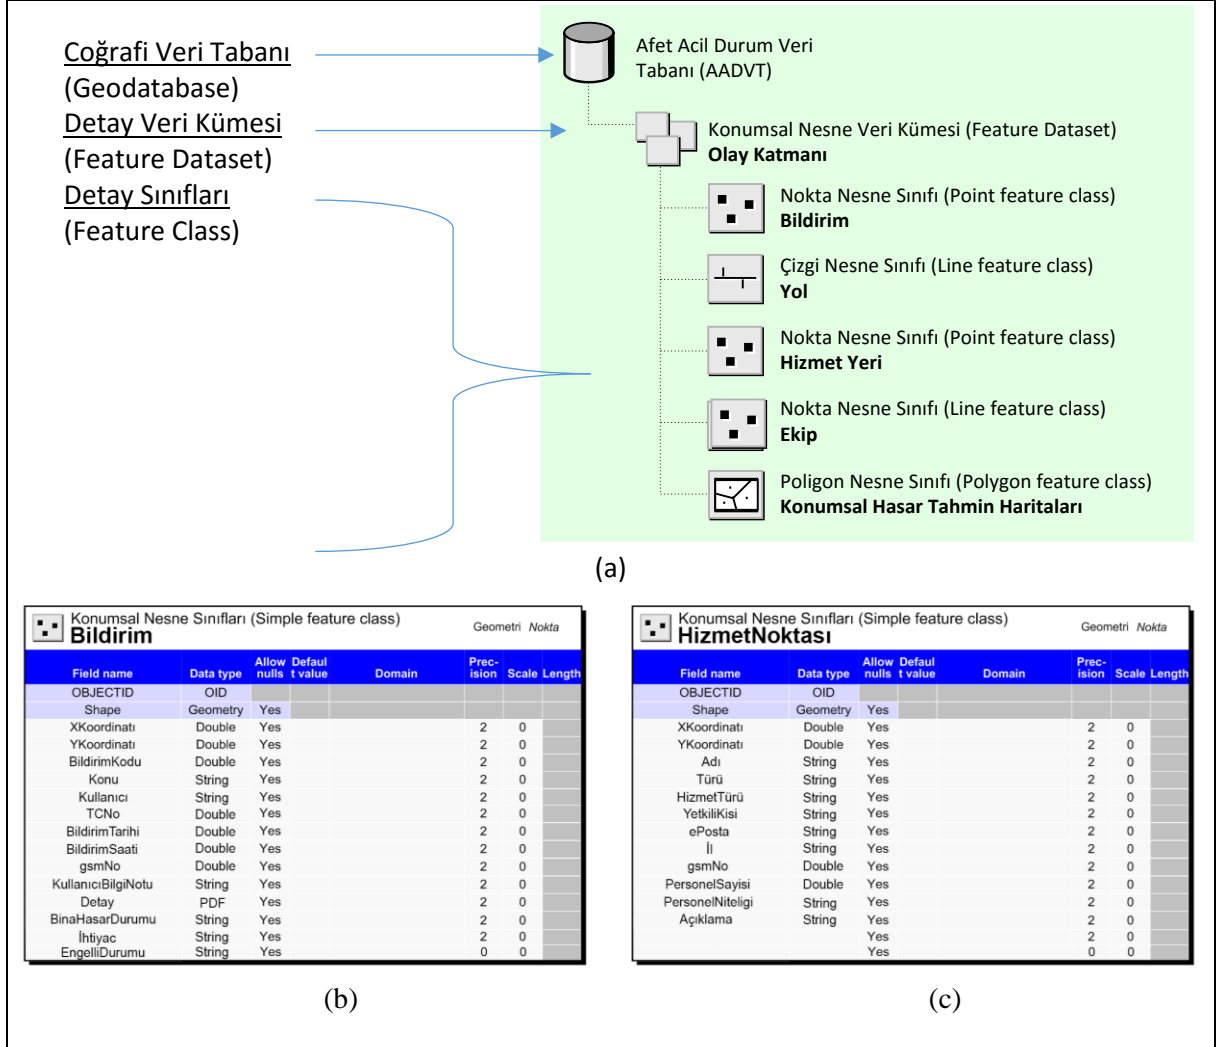 Coğrafi Veri Tabanı
(Geodatabase)
Detay Veri Kümesi
(Feature Dataset)
Detay Sınıfları
(Feature Class)
Afet Acil Durum Veri
Tabanı (AADVT)
Konumsal Nesne Veri Kümesi (Feature Dataset)
Olay Katmanı
Nokta Nesne Sınıfı (Point feature class)
Bildirim
Çizgi Nesne Sınıfı (Line feature class)
Yol
Nokta Nesne Sınıfı (Point feature class)
Hizmet Yeri
Nokta Nesne Sınıfı (Line feature class)
Ekip
Poligon Nesne Sınıfı (Polygon feature class)
Konumsal Hasar Tahmin Haritaları
(a)
Konumsal Nesne Sınıfları (Simple feature class)
Bildirim
Geometri Nokta
Allow Defaul Prec-
Field name Data type nulls t value Domain ision Scale Length
OBJECTID OID
Shape Geometry Yes
XKoordinatı Double Yes 2 0
YKoordinatı Double Yes 2 0
BildirimKodu Double Yes 2 0
Konu String Yes 2 0
Kullanıcı String Yes 2 0
TCNo Double Yes 2 0
BildirimTarihi Double Yes 2 0
BildirimSaati Double Yes 2 0
gsmNo Double Yes 2 0
KullanıcıBilgiNotu String Yes 2 0
Detay PDF Yes 2 0
BinaHasarDurumu String Yes 2 0
İhtiyac String Yes 2 0
EngelliDurumu String Yes 0 0
(b)
Konumsal Nesne Sınıfları (Simple feature class)
HizmetNoktası
Geometri Nokta
Allow Defaul Prec-
Field name Data type nulls t value Domain ision Scale Length
OBJECTID OID
Shape Geometry Yes
XKoordinatı Double Yes 2 0
YKoordinatı Double Yes 2 0
Adı String Yes 2 0
Türü String Yes 2 0
HizmetTürü String Yes 2 0
YetkiliKisi String Yes 2 0
ePosta String Yes 2 0
İl String Yes 2 0
gsmNo Double Yes 2 0
PersonelSayisi Double Yes 2 0
PersonelNiteligi String Yes 2 0
Açıklama String Yes 2 0
Yes 2 0
Yes 0 0
(c)